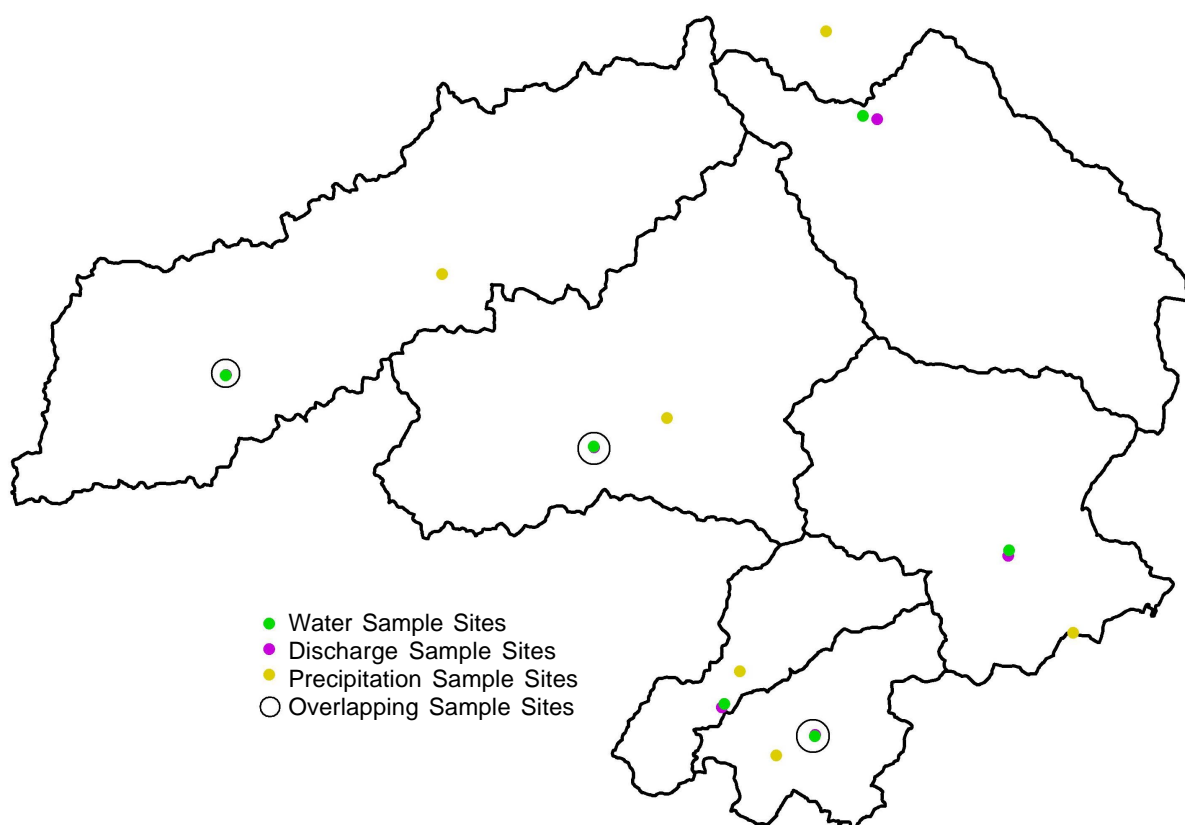 Water Sample Sites
Discharge Sample Sites
Precipitation Sample Sites
Overlapping Sample Sites